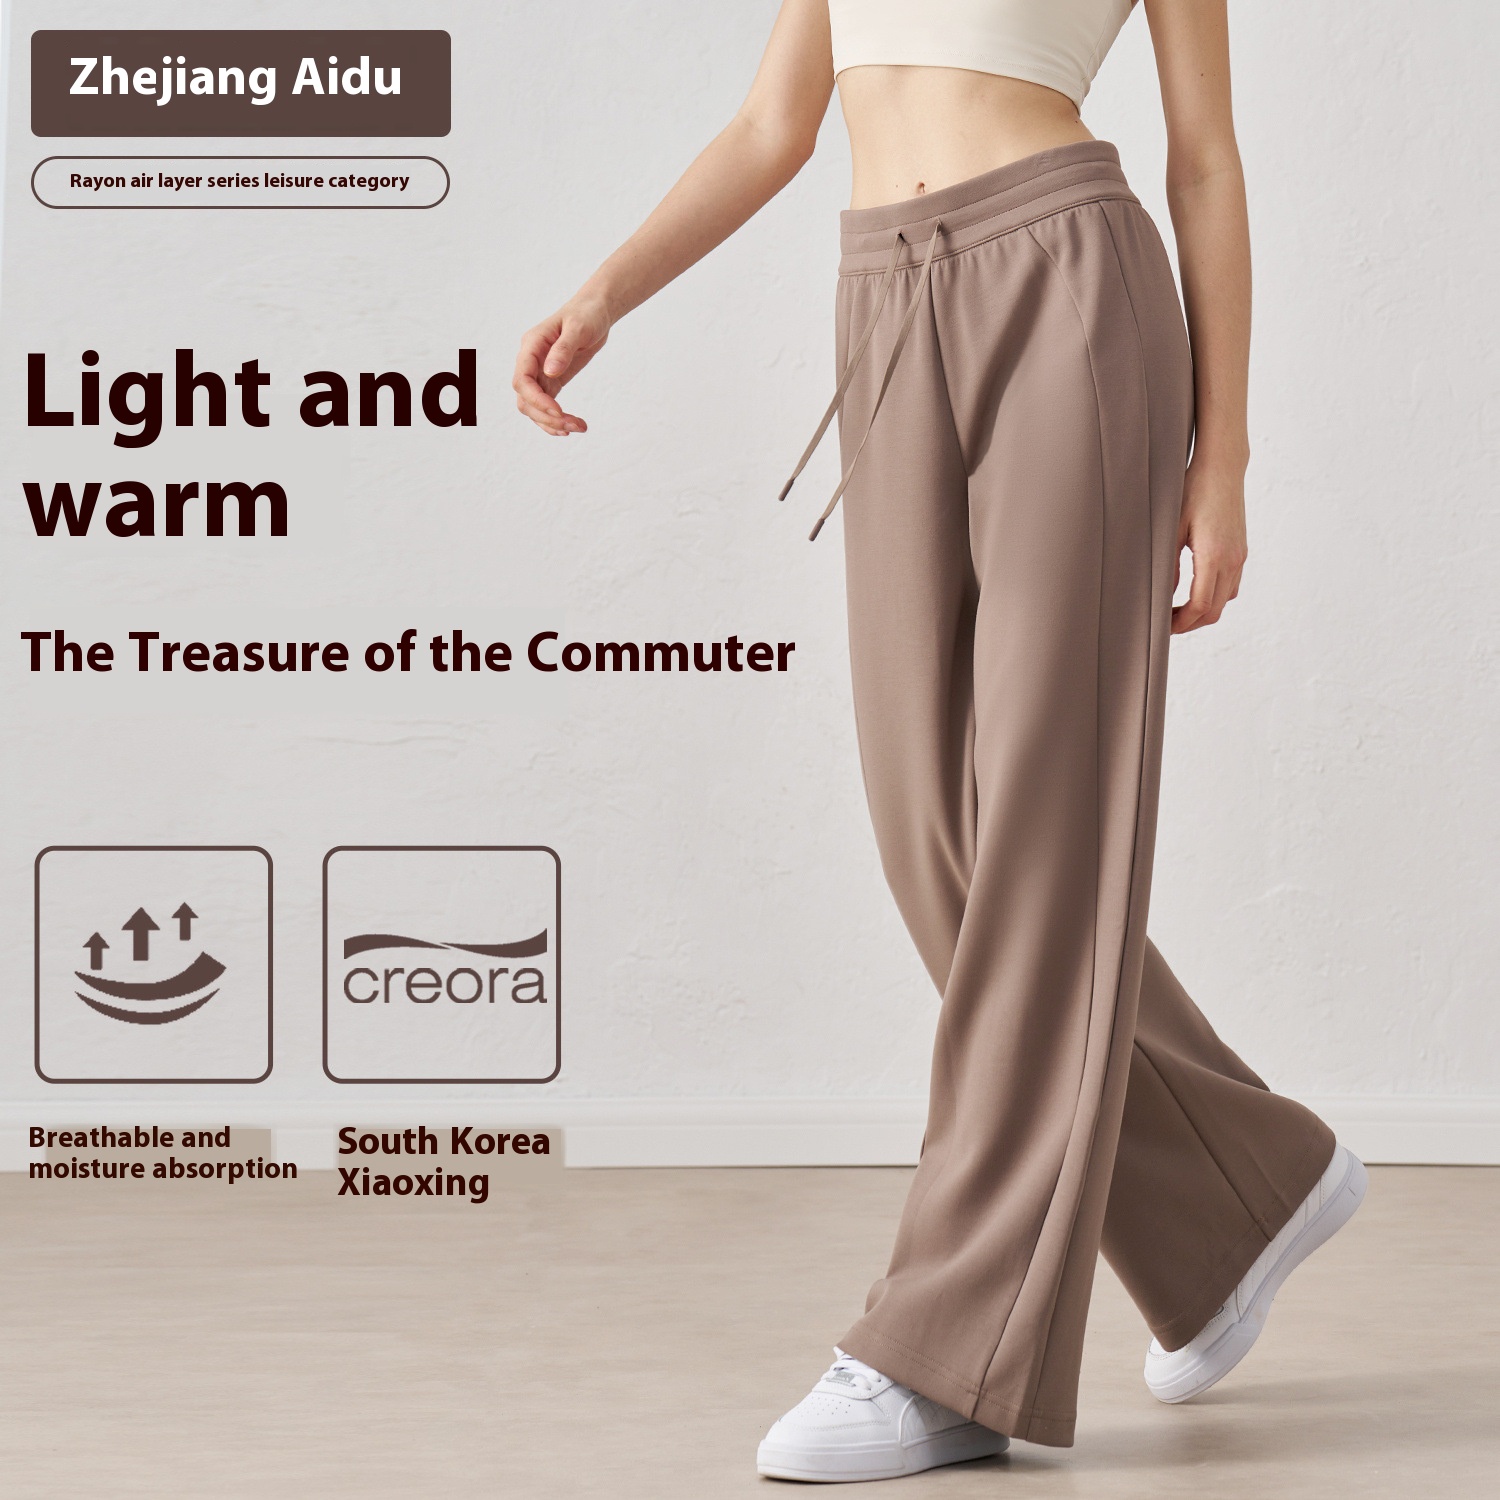 Zhejiang Aidu
Rayon air layer series leisure category
Light and
warm
The Treasure of the Commuter
creora
Breathable and
moisture absorption
South Korea
Xiaoxing